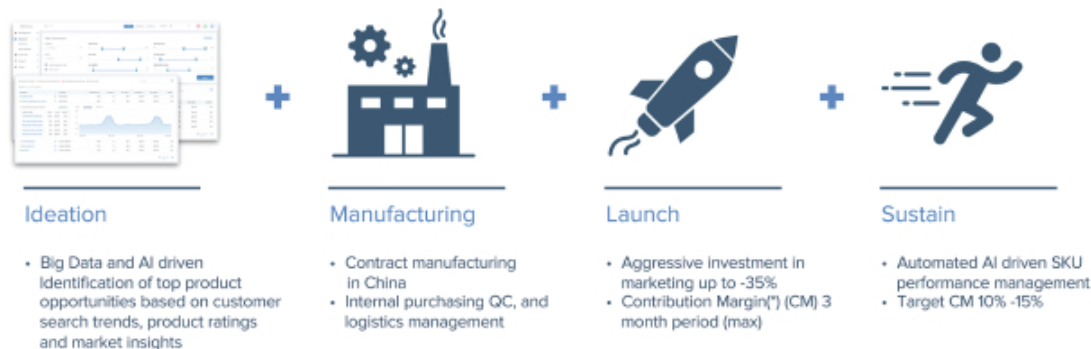 Ideation
• Big Data and AI driven
Identification of top product
opportunities based on customer
search trends, product ratings
and market insights
Manufacturing
• Contract manufacturing
in China
• Internal purchasing QC, and
logistics management
Launch
• Aggressive investment in
marketing up to -35%
• Contribution Margin(*) (CM) 3
month period (max)
Sustain
• Automated AI driven SKU
performance management
• Target CM 10% -15%